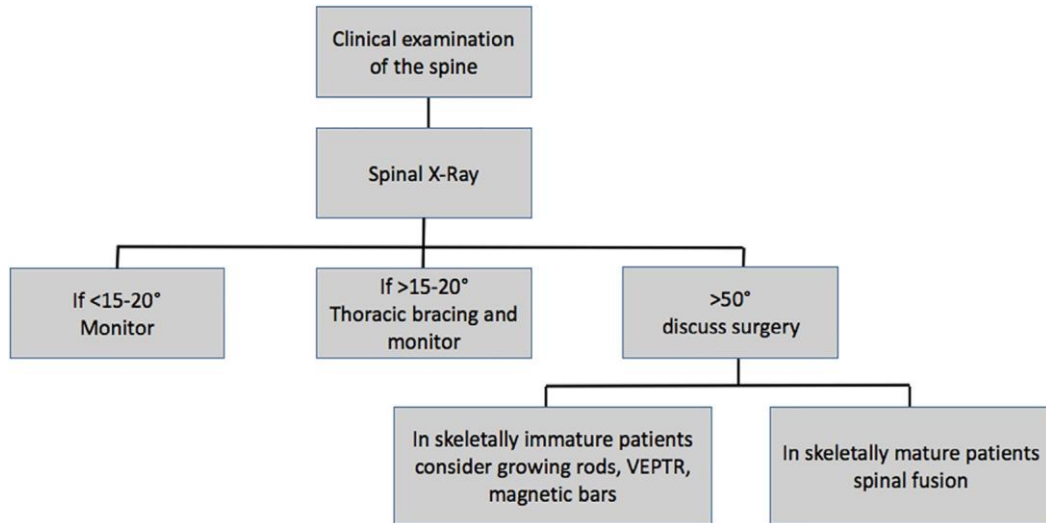 Clinical examination
of the spine
Spinal X-Ray
If <15-20°
Monitor
If >15-20°
Thoracic bracing and
monitor
>50°
discuss surgery
In skeletally immature patients
consider growing rods, VEPTR,
magnetic bars
In skeletally mature patients
spinal fusion